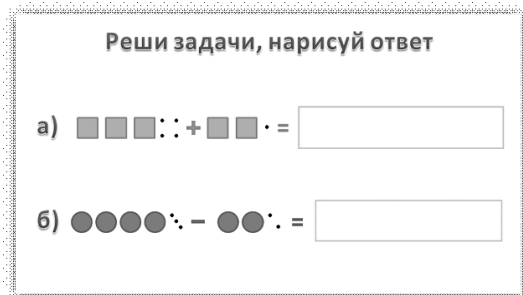 Реши задачи, нарисуй ответ
а) + =
б) − =